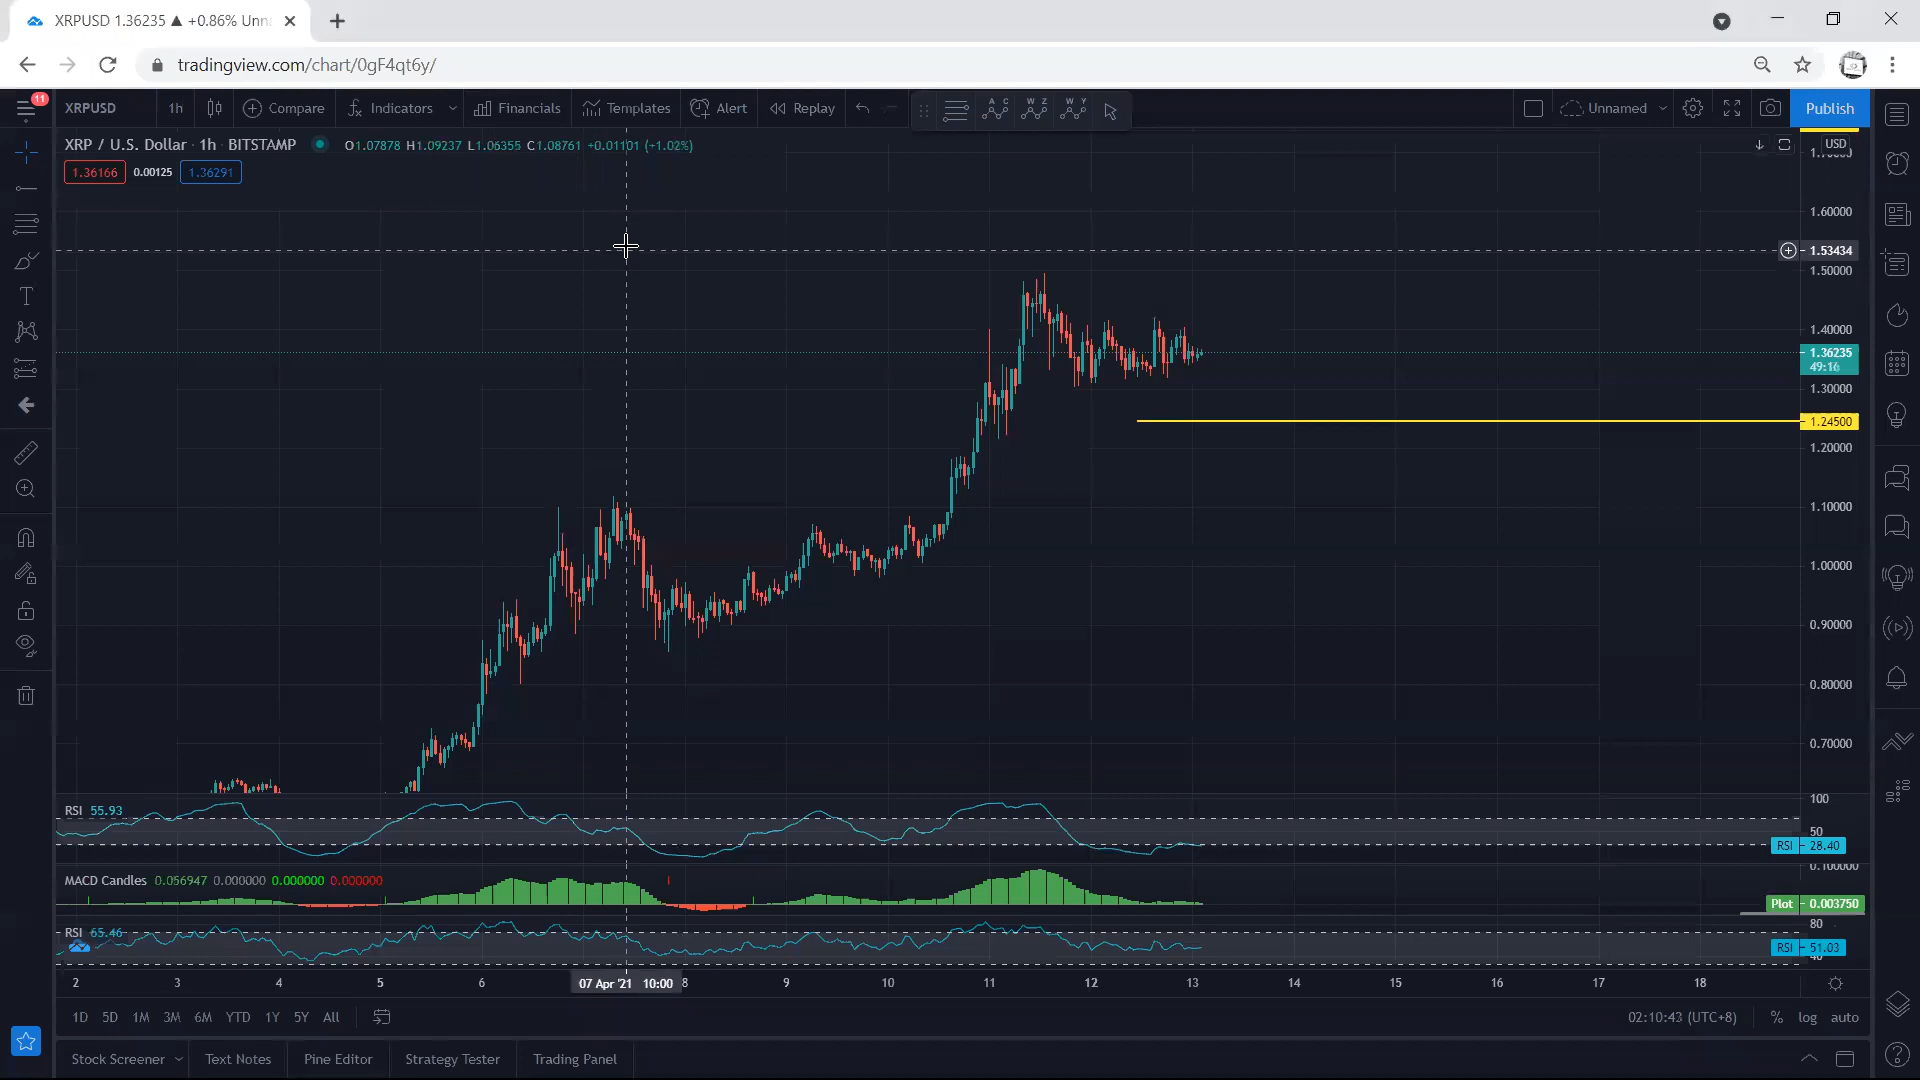 XRPUSD 1.36235 ▲ +0.86% Unna
tradingview.com/chart/0gF4qt6y/
11
XRPUSD 1h Compare Indicators Financials Templates Alert Replay A C W Z W Y Unnamed Publish
XRP / U.S. Dollar · 1h · BITSTAMP O1.07878 H1.09237 L1.06355 C1.08761 +0.01101 (+1.02%)
1.36166 0.00125 1.36291
USD
1.60000
1.53434
1.50000
1.40000
1.36235
49:16
1.30000
1.24500
1.20000
1.10000
1.00000
0.90000
0.80000
0.70000
RSI 55.93
100
50
RSI 28.40
MACD Candles 0.056947 0.000000 0.000000 0.000000
0.100000
Plot 0.003750
RSI 65.46
80
RSI 51.03
40
2 3 4 5 6 07 Apr '21 10:00 8 9 10 11 12 13 14 15 16 17 18
1D 5D 1M 3M 6M YTD 1Y 5Y All 02:10:43 (UTC+8) % log auto
Stock Screener Text Notes Pine Editor Strategy Tester Trading Panel